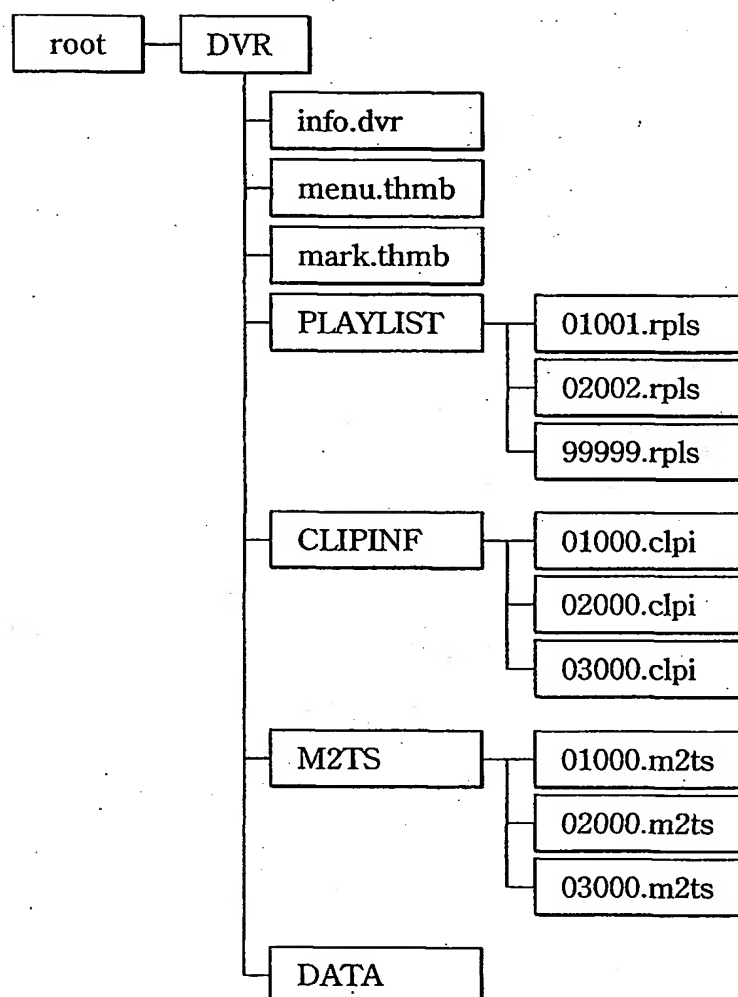 root DVR
info.dvr
menu.thmb
mark.thmb
PLAYLIST 01001.rpls
02002.rpls
99999.rpls
CLIPINF 01000.clpi
02000.clpi
03000.clpi
M2TS 01000.m2ts
02000.m2ts
03000.m2ts
DATA